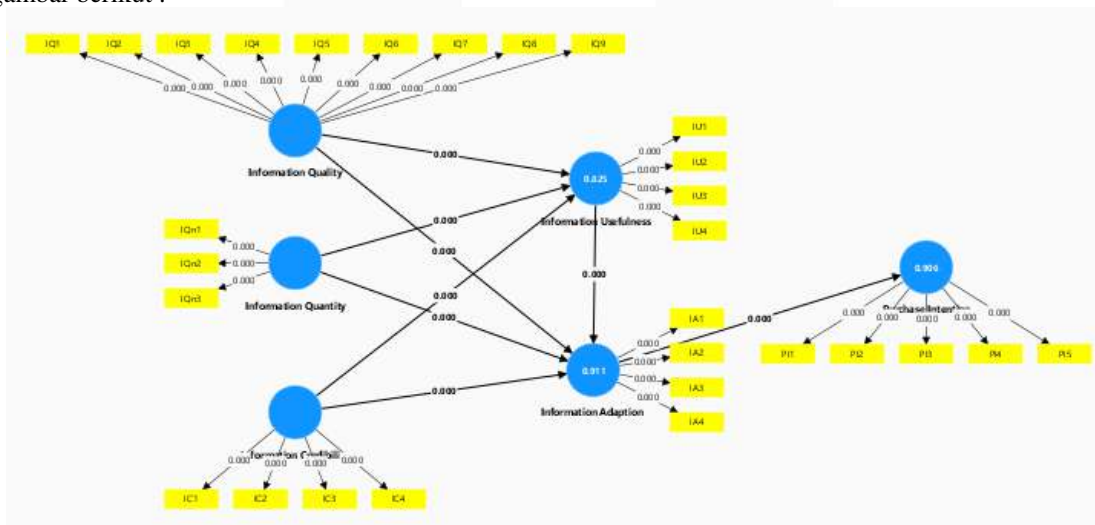 gambar berikut :
IQ1 IQ2 IQ3 IQ4 IQ5 IQ6 IQ7 IQ8 IQ9
0.000 0.000 0.000 0.000 0.000 0.000 0.000 0.000 0.000
Information Quality
0.000
0.825
Information Usefulness
IU1
IU2
IU3
IU4
0.000
0.000
0.000
0.000
IQn1
IQn2
IQn3
0.000
0.000
0.000
Information Quantity
0.000
0.000
0.000
0.000
0.000
0.000
0.911
Information Adaption
IA1
IA2
IA3
IA4
0.000
0.000
0.000
0.000
0.000
0.906
0.000 0.000 0.000 0.000 0.000
PI1 PI2 PI3 PI4 PI5
Information
0.000 0.000 0.000 0.000
IC1 IC2 IC3 IC4